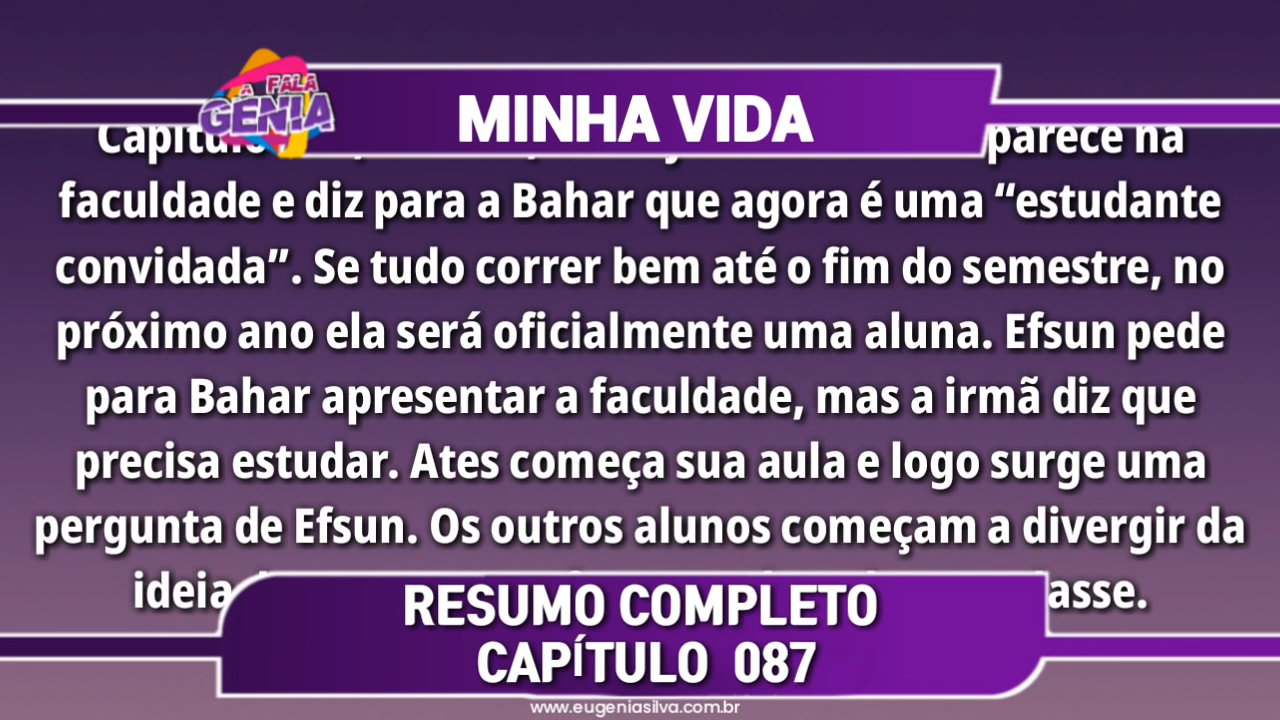 FALA
GÊNIA
MINHA VIDA
parece na
faculdade e diz para a Bahar que agora é uma “estudante
convidada”. Se tudo correr bem até o fim do semestre, no
próximo ano ela será oficialmente uma aluna. Efsun pede
para Bahar apresentar a faculdade, mas a irmã diz que
precisa estudar. Ates começa sua aula e logo surge uma
pergunta de Efsun. Os outros alunos começam a divergir da
ideia asse.
RESUMO COMPLETO
CAPÍTULO 087
www.eugeniasilva.com.br